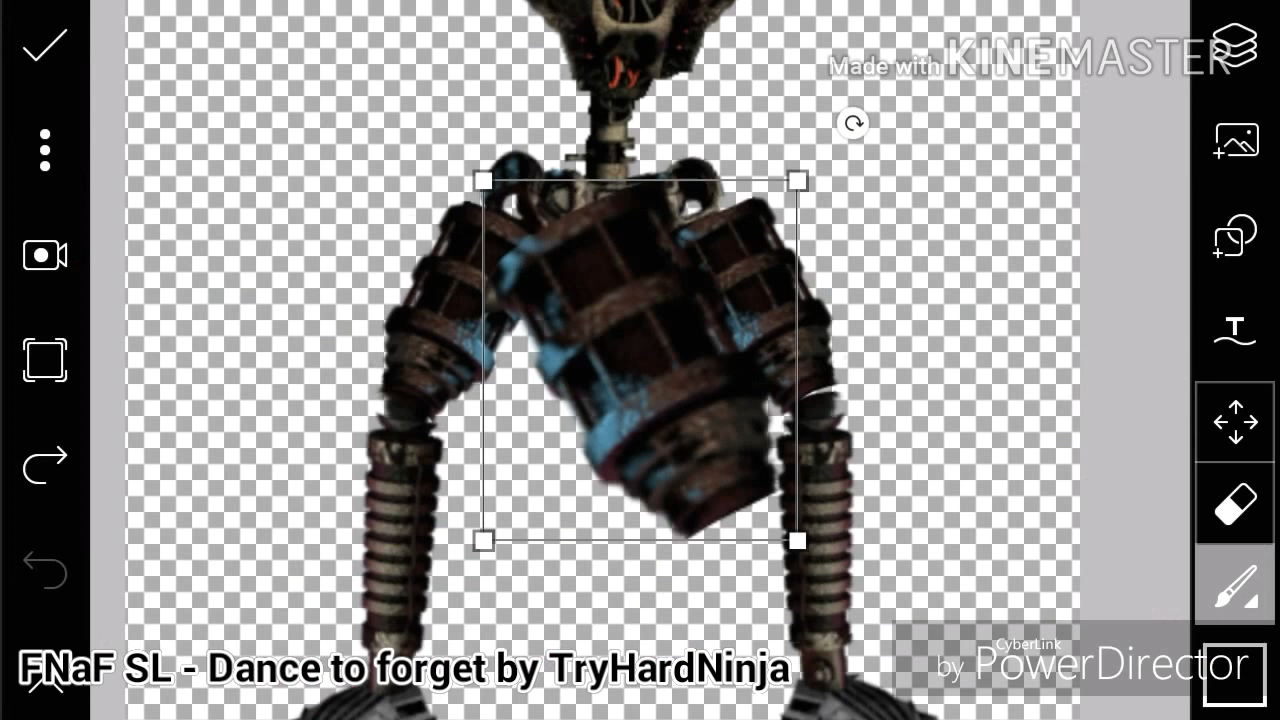 Made with KINEMASTER
T
FNaF SL - Dance to forget by TryHardNinja
CyberLink
by PowerDirector